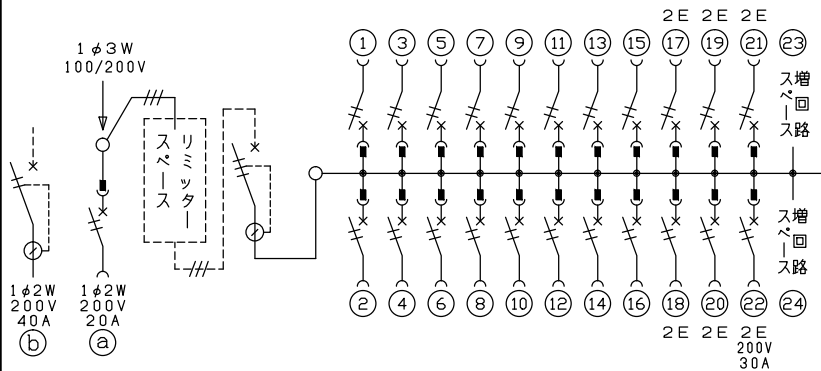 2E 2E 2E
1 3 5 7 9 11 13 15 17 19 21 23
1φ3W
100/200V
増回路
スペース
リミッター
スペース
増回路
スペース
1φ2W
200V
40A
b
1φ2W
200V
20A
a
2 4 6 8 10 12 14 16 18 20 22 24
2E 2E 2E
200V
30A